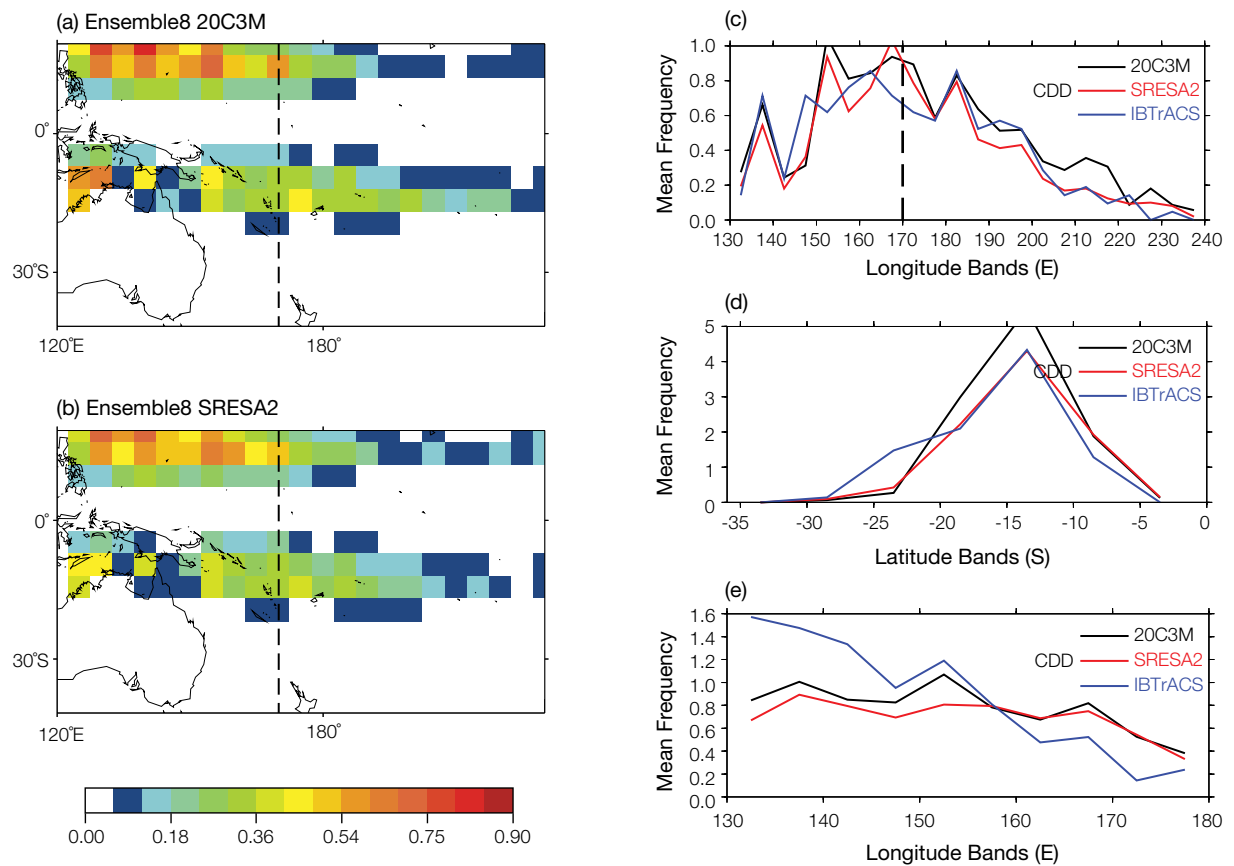 (a) Ensemble8 20C3M
0°
30°S
120°E
180°
(b) Ensemble8 SRESA2
0°
30°S
120°E
180°
0.00
0.18
0.36
0.54
0.75
0.90
(c)
1.0
0.8
0.6
0.4
0.2
0.0
Mean Frequency
CDD
20C3M
SRESA2
IBTrACS
130 140 150 160 170 180 190 200 210 220 230 240
Longitude Bands (E)
(d)
5
4
3
2
1
0
Mean Frequency
CDD
20C3M
SRESA2
IBTrACS
-35 -30 -25 -20 -15 -10 -5 0
Latitude Bands (S)
(e)
1.6
1.4
1.2
1.0
0.8
0.6
0.4
0.2
0.0
Mean Frequency
CDD
20C3M
SRESA2
IBTrACS
130 140 150 160 170 180
Longitude Bands (E)